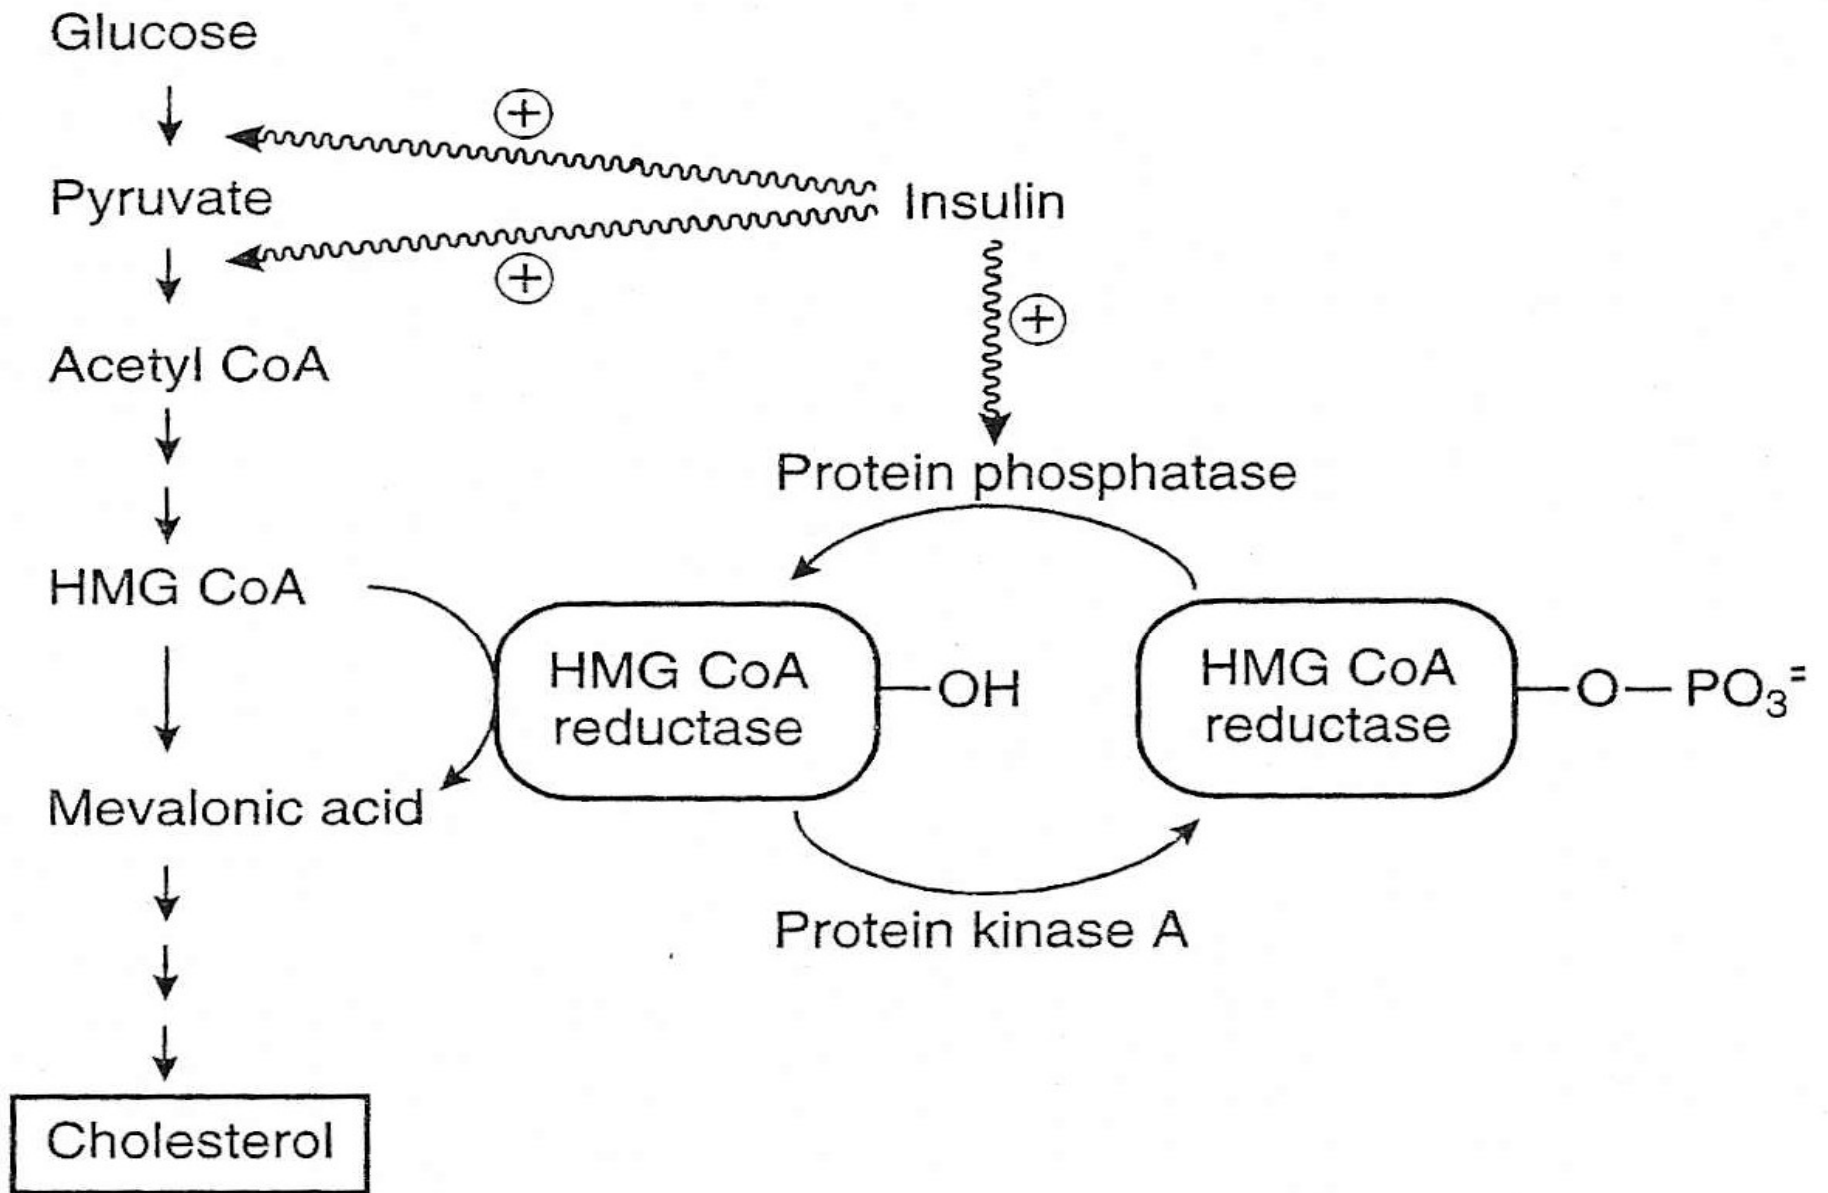 Glucose
+
Pyruvate
Insulin
+
+
Acetyl CoA
Protein phosphatase
HMG CoA
HMG CoA
reductase
OH
HMG CoA
reductase
O — PO₃⁼
Mevalonic acid
Protein kinase A
Cholesterol